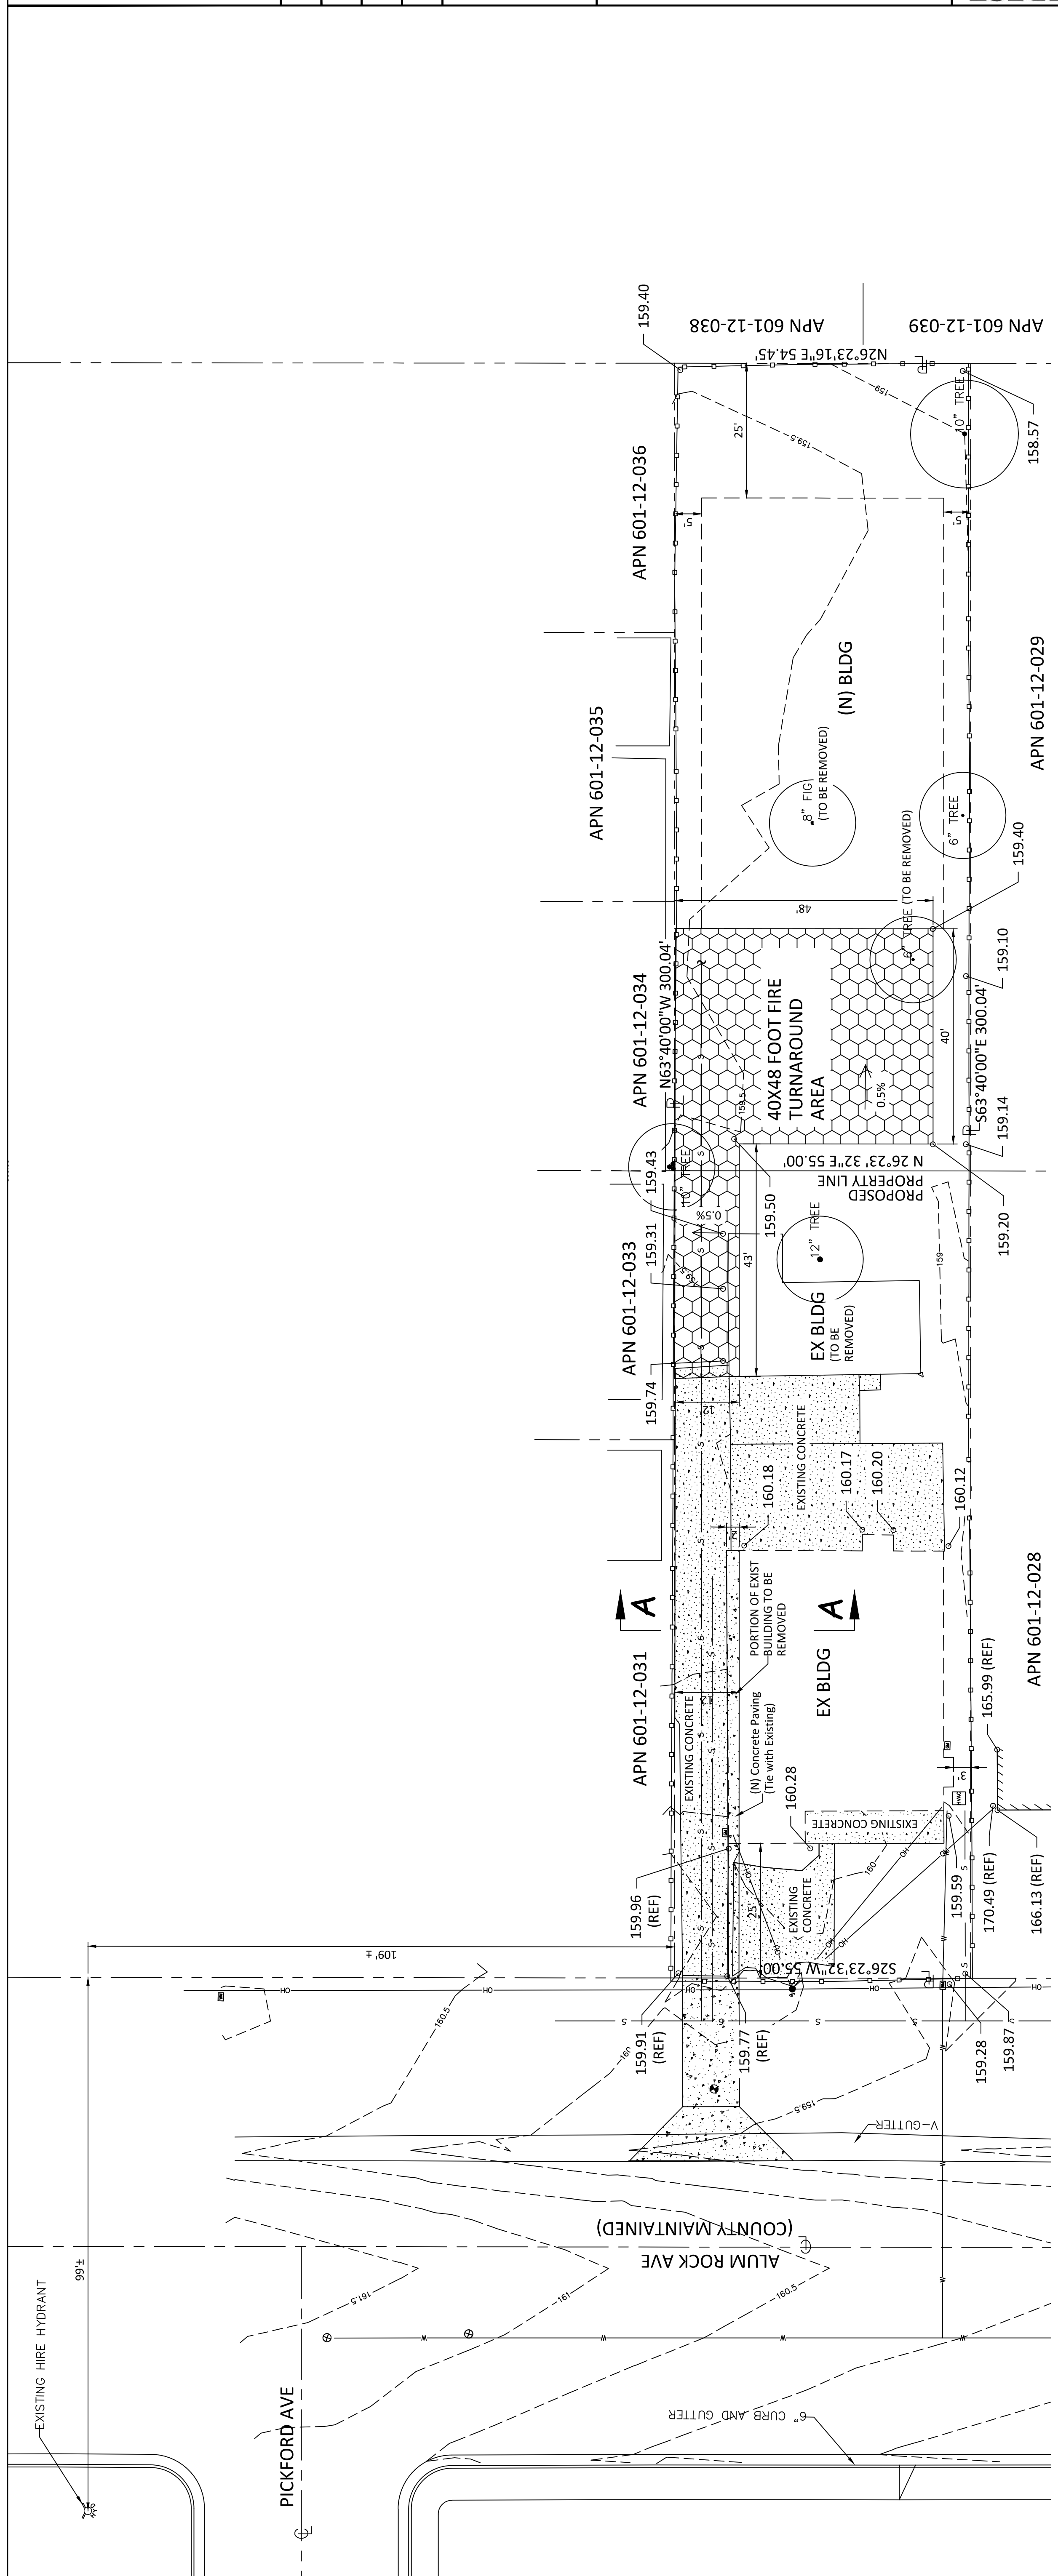 159.40
APN 601-12-038
APN 601-12-039
N26°23'16"E 54.45'
159
10" TREE
158.57
25'
159.5
APN 601-12-036
5'
5'
(N) BLDG
APN 601-12-029
APN 601-12-035
8" FIG
(TO BE REMOVED)
6" TREE
6" TREE (TO BE REMOVED)
159.40
48'
N63°40'00"W 300.04'
APN 601-12-034
40X48 FOOT FIRE
TURNAROUND
AREA
159.5
0.5%
40'
159.10
S63°40'00"E 300.04'
159.14
N 26°23' 32"E 55.00'
PROPOSED
PROPERTY LINE
10" TREE
159.43
159.31
0.5%
159.50
159.20
12" TREE
43'
159
159.5
APN 601-12-033
EX BLDG
(TO BE
REMOVED)
159.74
12'
EXISTING CONCRETE
160.18
160.17
160.20
160.12
2'
A
A
PORTION OF EXIST
BUILDING TO BE
REMOVED
EX BLDG
APN 601-12-028
APN 601-12-031
12'
EXISTING CONCRETE
(N) Concrete Paving
(Tie with Existing)
160.28
165.99 (REF)
3'
EXISTING CONCRETE
160
159.96
(REF)
25'
EXISTING
CONCRETE
159.59
170.49 (REF)
166.13 (REF)
109'±
S26°23'32"W 55.00'
OH
OH
OH
S
S
S
160.5
160
159.91
(REF)
159.77
(REF)
159.28
159.87
159.5
V-GUTTER
ALUM ROCK AVE
(COUNTY MAINTAINED)
99'±
161.5
161
160.5
W
W
W
W
EXISTING HIRE HYDRANT
PICKFORD AVE
6" CURB AND GUTTER